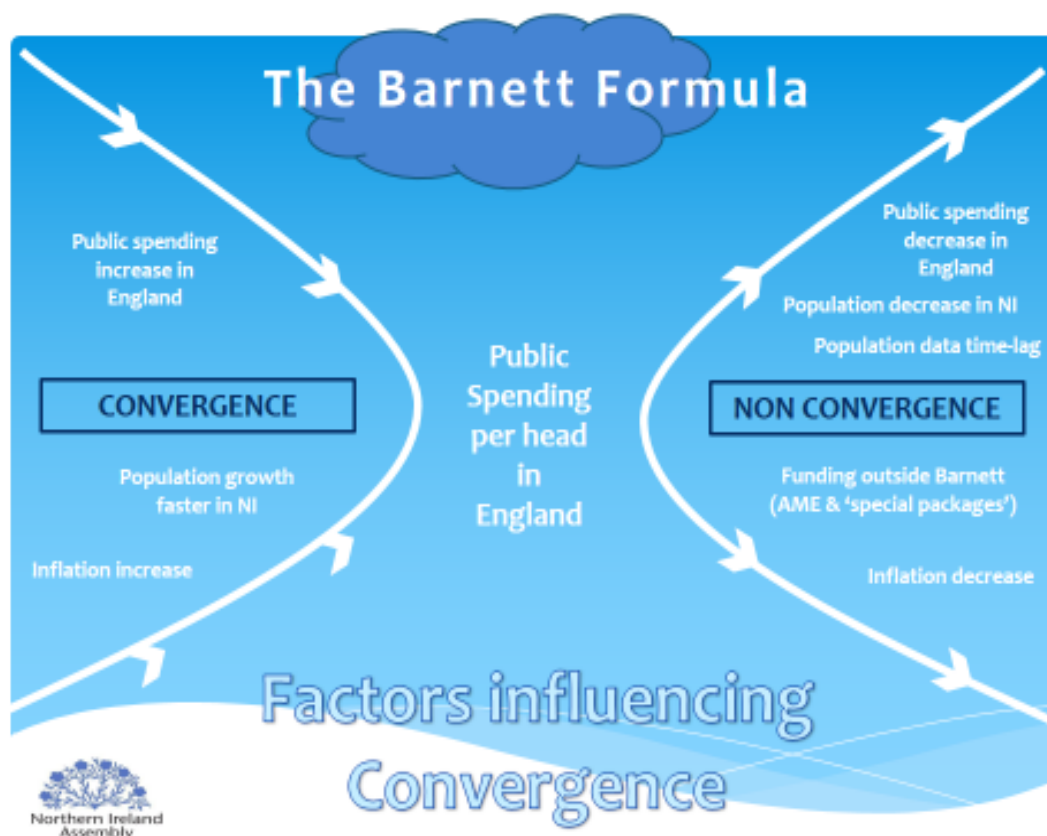 The Barnett Formula
Public spending
increase in
England
CONVERGENCE
Population growth
faster in NI
Inflation increase
Public
Spending
per head
in
England
Public spending
decrease in
England
Population decrease in NI
Population data time-lag
NON CONVERGENCE
Funding outside Barnett
(AME & ‘special packages’)
Inflation decrease
Factors influencing
Convergence
Northern Ireland
Assembly